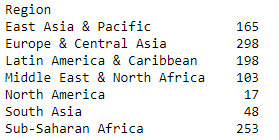 Region
East Asia & Pacific 165
Europe & Central Asia 298
Latin America & Caribbean 198
Middle East & North Africa 103
North America 17
South Asia 48
Sub-Saharan Africa 253